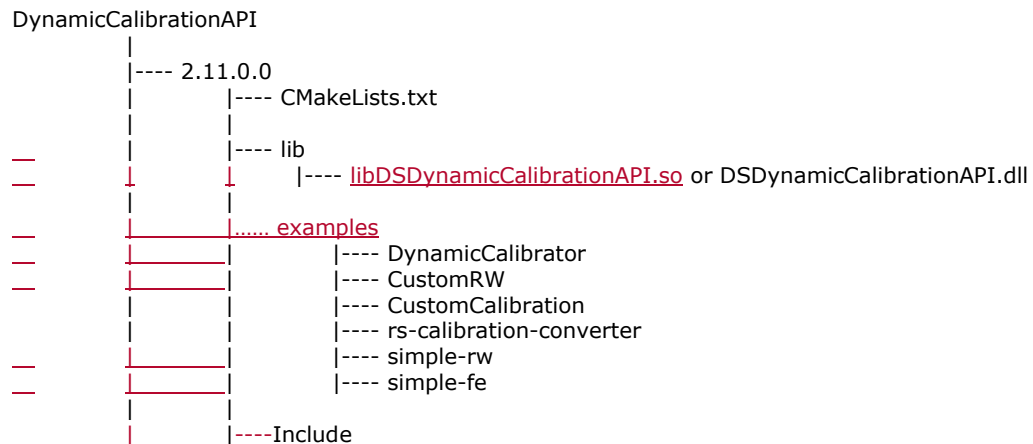 DynamicCalibrationAPI
|
|---- 2.11.0.0
| |---- CMakeLists.txt
| |
| |---- lib
| | |---- libDSDynamicCalibrationAPI.so or DSDynamicCalibrationAPI.dll
| |
| |...... examples
| | |---- DynamicCalibrator
| | |---- CustomRW
| | |---- CustomCalibration
| | |---- rs-calibration-converter
| | |---- simple-rw
| | |---- simple-fe
| |
| |----Include